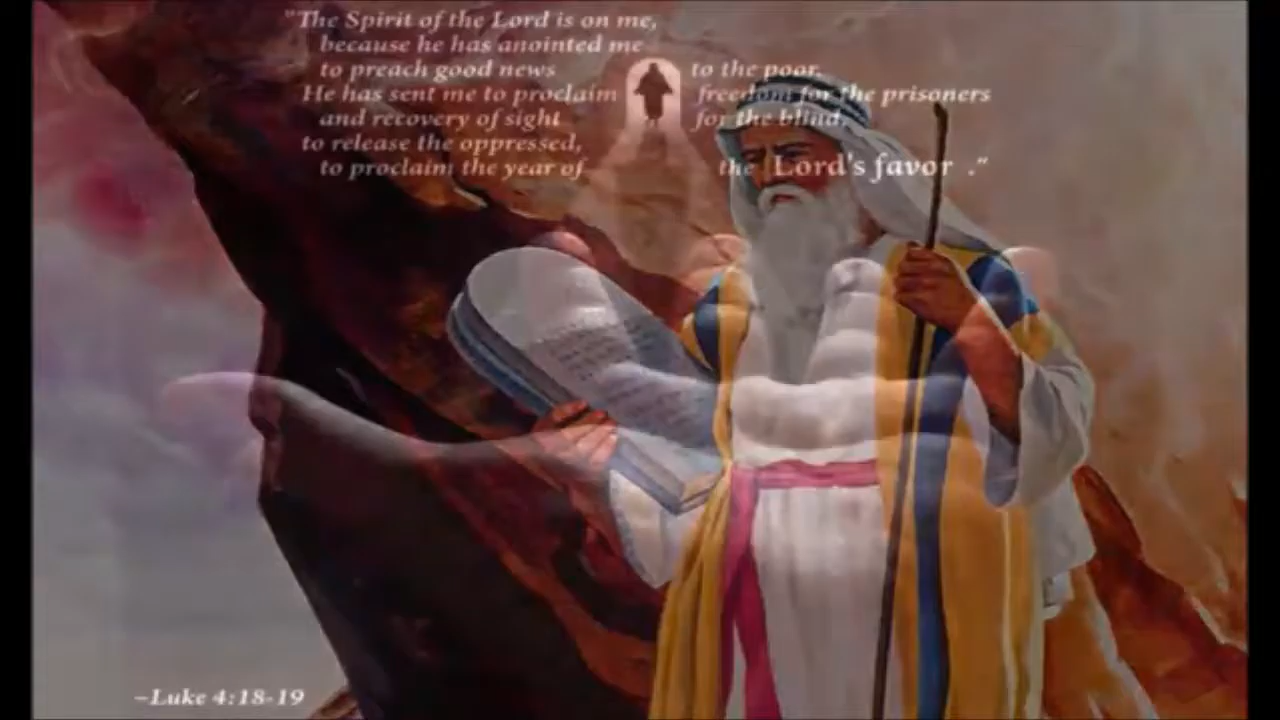 "The Spirit of the Lord is on me,
because he has anointed me
to preach good news to the poor.
He has sent me to proclaim freedom for the prisoners
and recovery of sight for the blind,
to release the oppressed,
to proclaim the year of the Lord's favor ."
~Luke 4:18-19